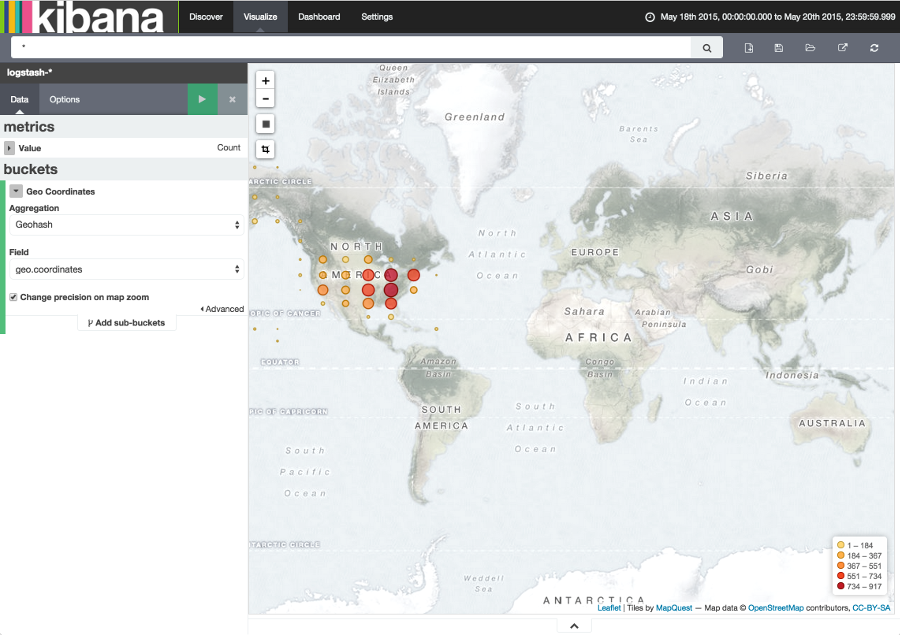 kibana
Discover
Visualize
Dashboard
Settings
May 18th 2015, 00:00:00.000 to May 20th 2015, 23:59:59.999
*
logstash-*
Data
Options
metrics
Value
Count
buckets
Geo Coordinates
Aggregation
Geohash
Field
geo.coordinates
Change precision on map zoom
Advanced
Add sub-buckets
+
−
Queen
Elizabeth
Islands
Greenland
Barents
Sea
Siberia
ARCTIC CIRCLE
ASIA
NORTH
AMERIC
North
Atlantic
Ocean
EUROPE
Gobi
Sahara
Arabian
Peninsula
OPIC OF CANCER
AFRICA
EQUATOR
Amazon
Basin
Congo
Basin
Indonesia
Indian
Ocean
PIC OF CAPRICORN
SOUTH
AMERICA
South
Atlantic
Ocean
AUSTRALIA
South
Pacific
Ocean
TARCTIC CIRCLE
Weddell
Sea
ANTARCTICA
1 – 184
184 – 367
367 – 551
551 – 734
734 – 917
Leaflet | Tiles by MapQuest — Map data © OpenStreetMap contributors, CC-BY-SA